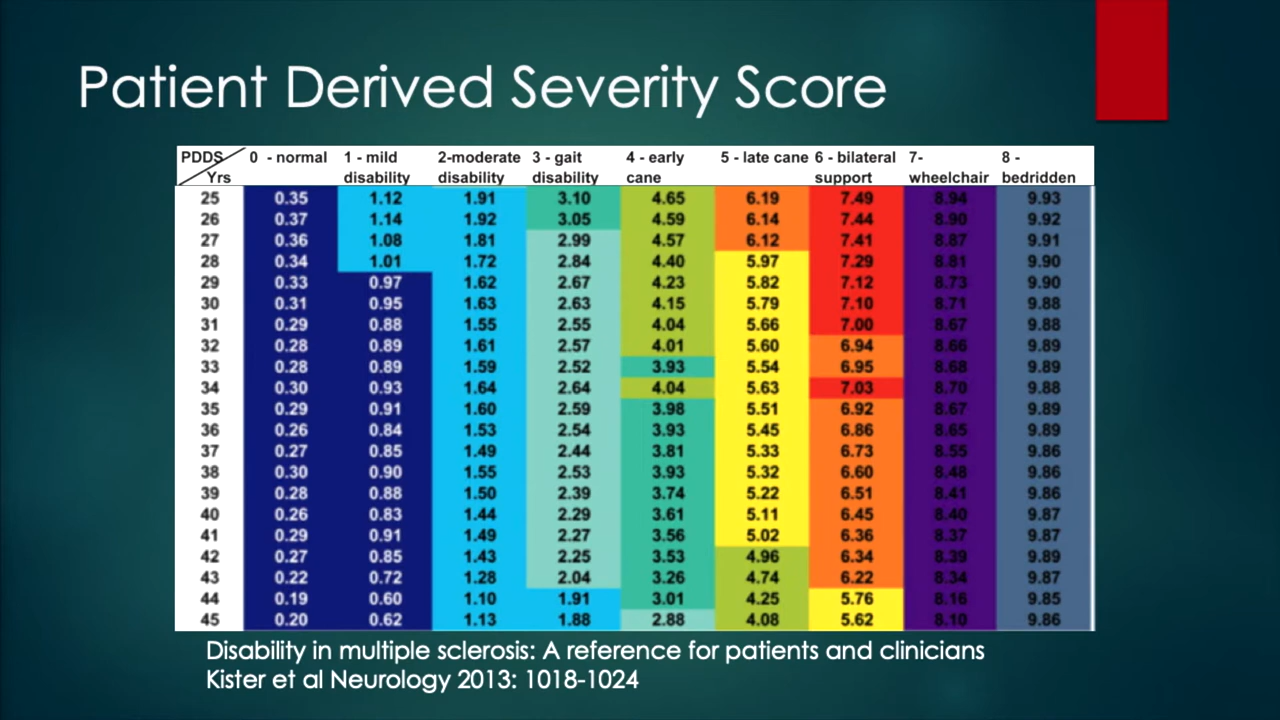 Patient Derived Severity Score
PDDS Yrs 0 - normal 1 - mild disability 2-moderate disability 3 - gait disability 4 - early cane 5 - late cane 6 - bilateral support 7- wheelchair 8 - bedridden
25 0.35 1.12 1.91 3.10 4.65 6.19 7.49 8.94 9.93
26 0.37 1.14 1.92 3.05 4.59 6.14 7.44 8.90 9.92
27 0.36 1.08 1.81 2.99 4.57 6.12 7.41 8.87 9.91
28 0.34 1.01 1.72 2.84 4.40 5.97 7.29 8.81 9.90
29 0.33 0.97 1.62 2.67 4.23 5.82 7.12 8.73 9.90
30 0.31 0.95 1.63 2.63 4.15 5.79 7.10 8.71 9.88
31 0.29 0.88 1.55 2.55 4.04 5.66 7.00 8.67 9.88
32 0.28 0.89 1.61 2.57 4.01 5.60 6.94 8.66 9.89
33 0.28 0.89 1.59 2.52 3.93 5.54 6.95 8.68 9.89
34 0.30 0.93 1.64 2.64 4.04 5.63 7.03 8.70 9.88
35 0.29 0.91 1.60 2.59 3.98 5.51 6.92 8.67 9.89
36 0.26 0.84 1.53 2.54 3.93 5.45 6.86 8.65 9.89
37 0.27 0.85 1.49 2.44 3.81 5.33 6.73 8.55 9.86
38 0.30 0.90 1.55 2.53 3.93 5.32 6.60 8.48 9.86
39 0.28 0.88 1.50 2.39 3.74 5.22 6.51 8.41 9.86
40 0.26 0.83 1.44 2.29 3.61 5.11 6.45 8.40 9.87
41 0.29 0.91 1.49 2.27 3.56 5.02 6.36 8.37 9.87
42 0.27 0.85 1.43 2.25 3.53 4.96 6.34 8.39 9.89
43 0.22 0.72 1.28 2.04 3.26 4.74 6.22 8.34 9.87
44 0.19 0.60 1.10 1.91 3.01 4.25 5.76 8.16 9.85
45 0.20 0.62 1.13 1.88 2.88 4.08 5.62 8.10 9.86
Disability in multiple sclerosis: A reference for patients and clinicians
Kister et al Neurology 2013: 1018-1024